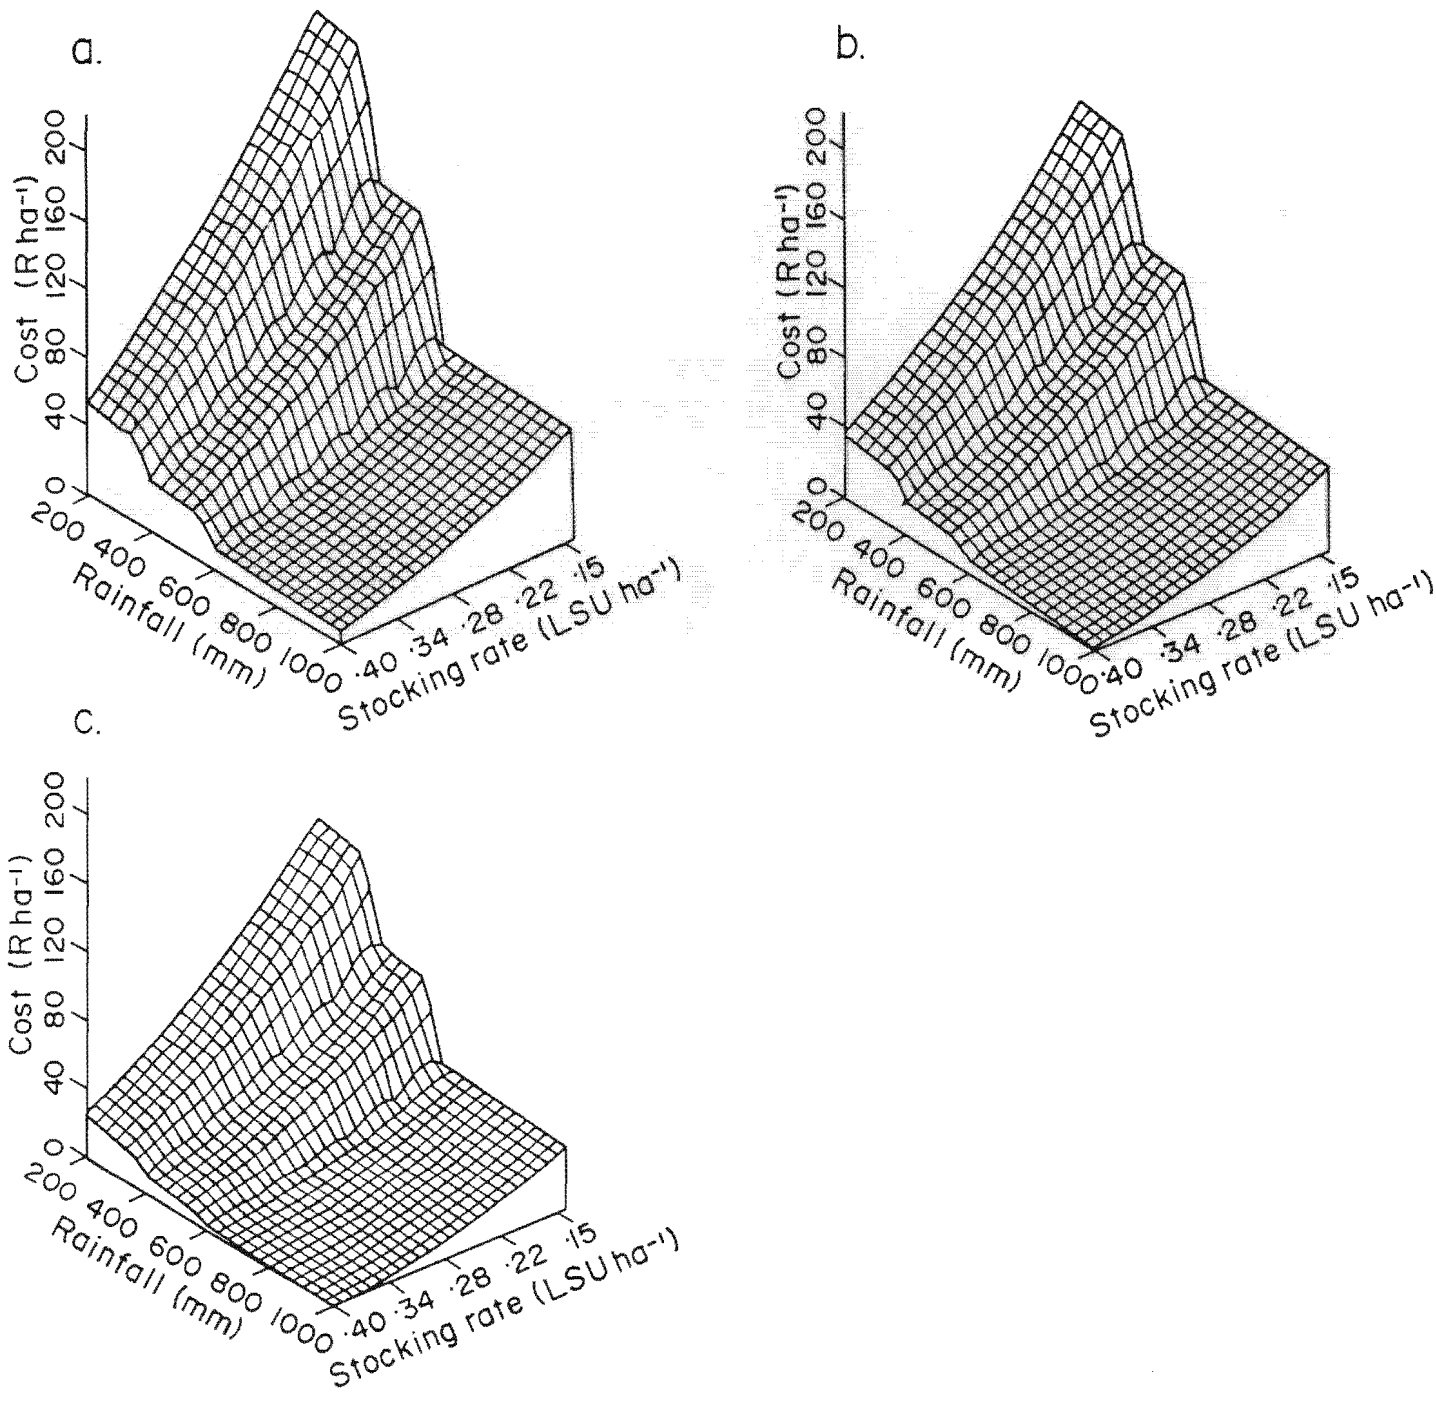 a.
Cost (R ha⁻¹)
200
160
120
80
40
0
200 400 600 800 1000
Rainfall (mm)
·40 ·34 ·28 ·22 ·15
Stocking rate (LSU ha⁻¹)
b.
Cost (R ha⁻¹)
200
160
120
80
40
0
200 400 600 800 1000
Rainfall (mm)
·40 ·34 ·28 ·22 ·15
Stocking rate (LSU ha⁻¹)
c.
Cost (R ha⁻¹)
200
160
120
80
40
0
200 400 600 800 1000
Rainfall (mm)
·40 ·34 ·28 ·22 ·15
Stocking rate (LSU ha⁻¹)